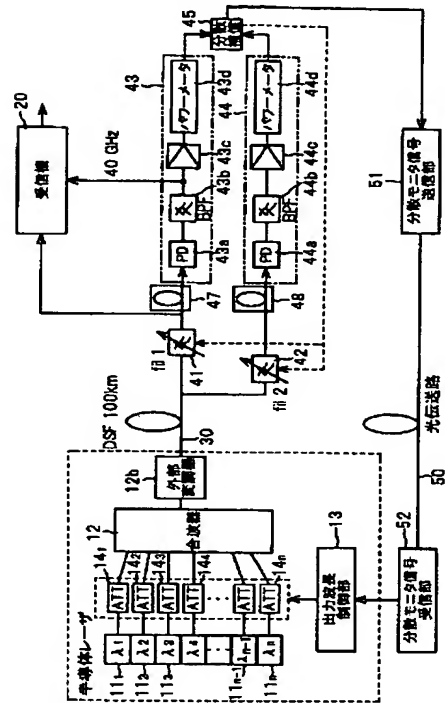 半導体レーザ
11₁
λ1
ATT
14₁
11₂
λ2
ATT
14₂
11₃
λ3
ATT
14₃
11₄
λ4
ATT
14₄
11n-1
λn-1
ATT
11n
λn
ATT
14n
12
合波器
12b
外部
変調器
13
出力波長
制御部
30
DSF 100km
fil 1
41
fil 2
42
47
48
20
受信機
40 GHz
43
PD
43a
BPF
43b
43c
パワーメータ
43d
44
PD
44a
BPF
44b
44c
パワーメータ
44d
45
分散
補償
51
分散モニタ信号
送信部
光伝送路
50
52
分散モニタ信号
受信部